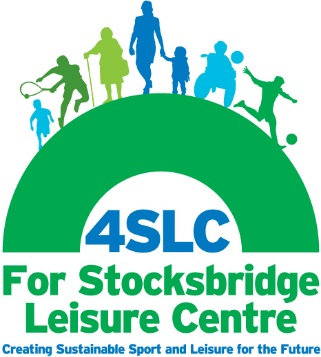 4SLC
For Stocksbridge
Leisure Centre
Creating Sustainable Sport and Leisure for the Future